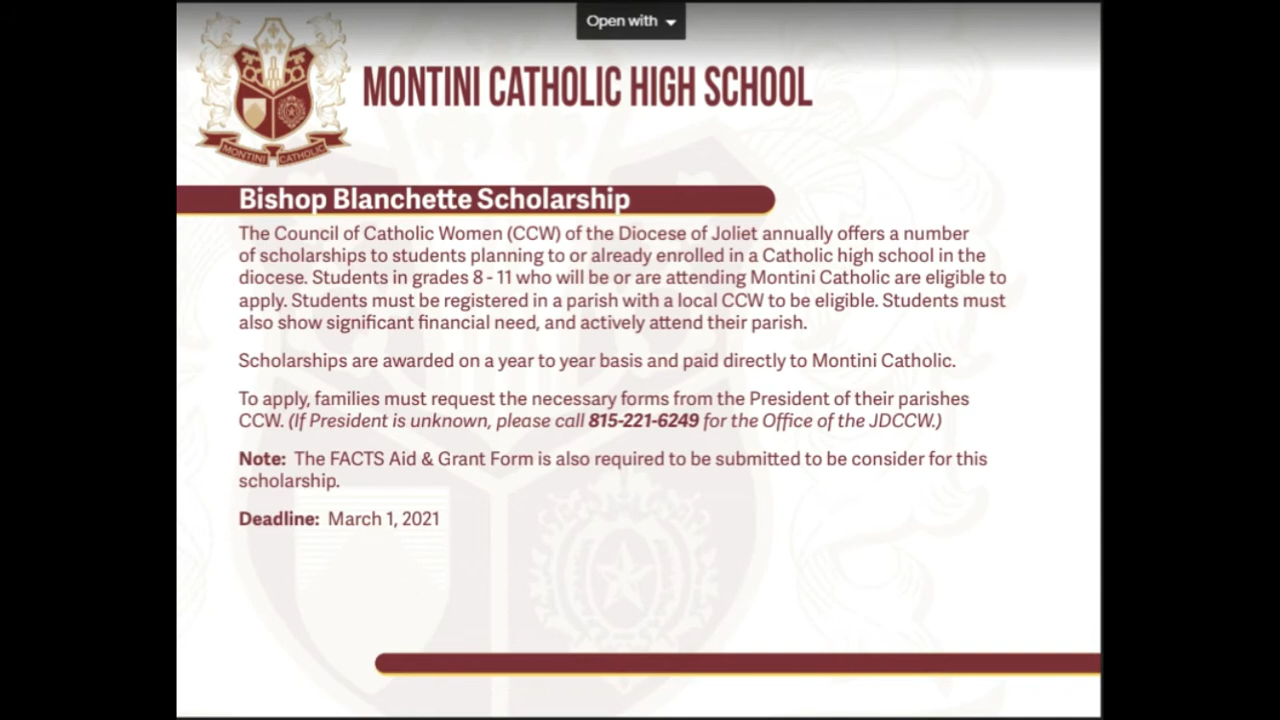 Open with
MONTINI CATHOLIC
MONTINI CATHOLIC HIGH SCHOOL
Bishop Blanchette Scholarship
The Council of Catholic Women (CCW) of the Diocese of Joliet annually offers a number
of scholarships to students planning to or already enrolled in a Catholic high school in the
diocese. Students in grades 8 - 11 who will be or are attending Montini Catholic are eligible to
apply. Students must be registered in a parish with a local CCW to be eligible. Students must
also show significant financial need, and actively attend their parish.
Scholarships are awarded on a year to year basis and paid directly to Montini Catholic.
To apply, families must request the necessary forms from the President of their parishes
CCW. (If President is unknown, please call 815-221-6249 for the Office of the JDCCW.)
Note: The FACTS Aid & Grant Form is also required to be submitted to be consider for this
scholarship.
Deadline: March 1, 2021